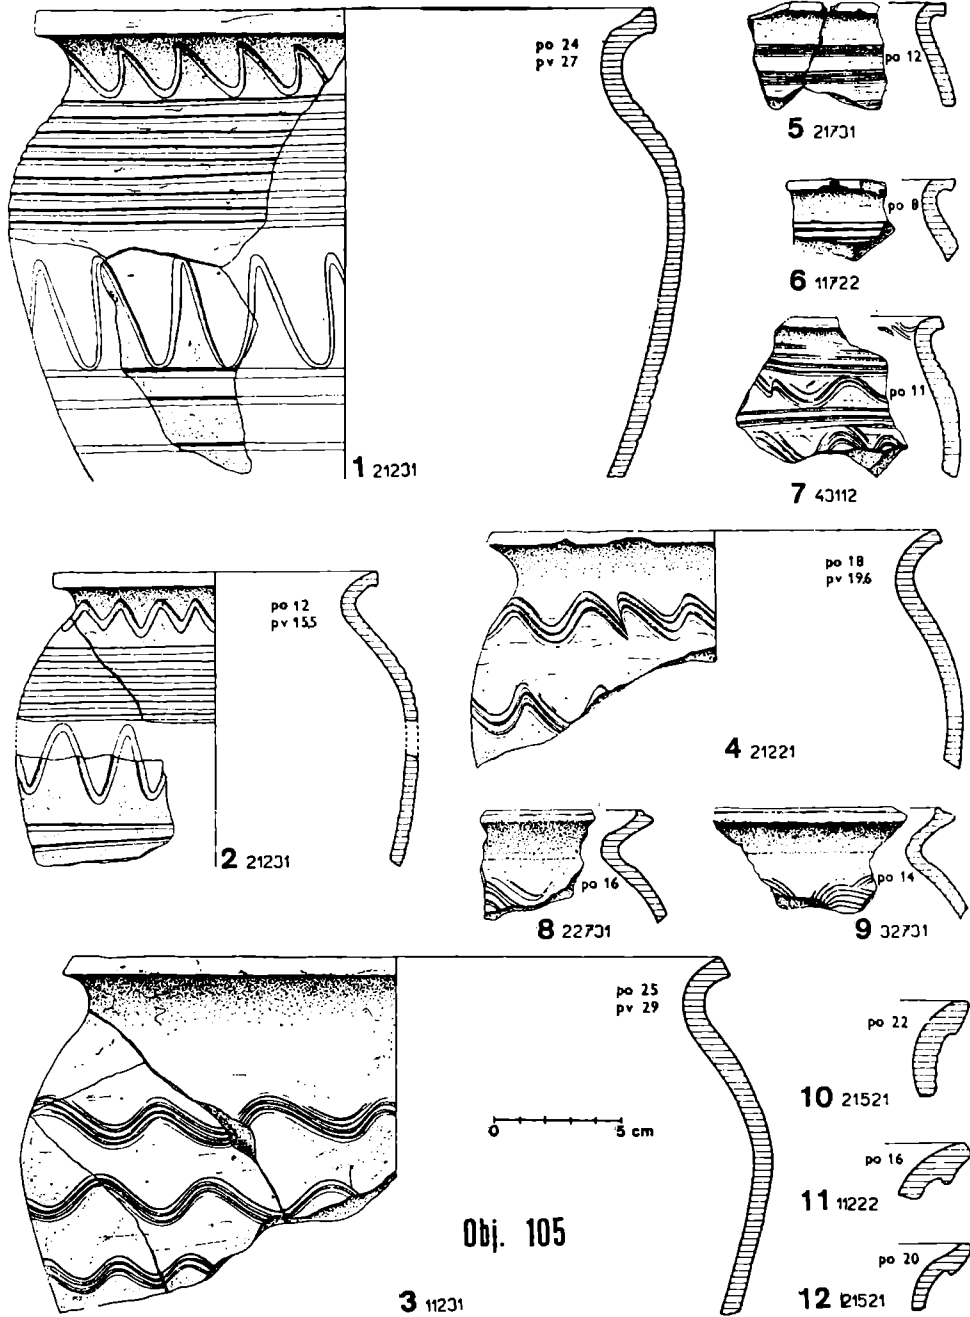 po 24
pv 27
1 21231
po 12
5 21731
po 8
6 11722
po 11
7 43112
po 12
pv 15,5
2 21231
po 18
pv 19,6
4 21221
po 16
8 22731
po 14
9 32731
po 25
pv 29
0 5 cm
Obj. 105
3 11231
po 22
10 21521
po 16
11 11222
po 20
12 21521